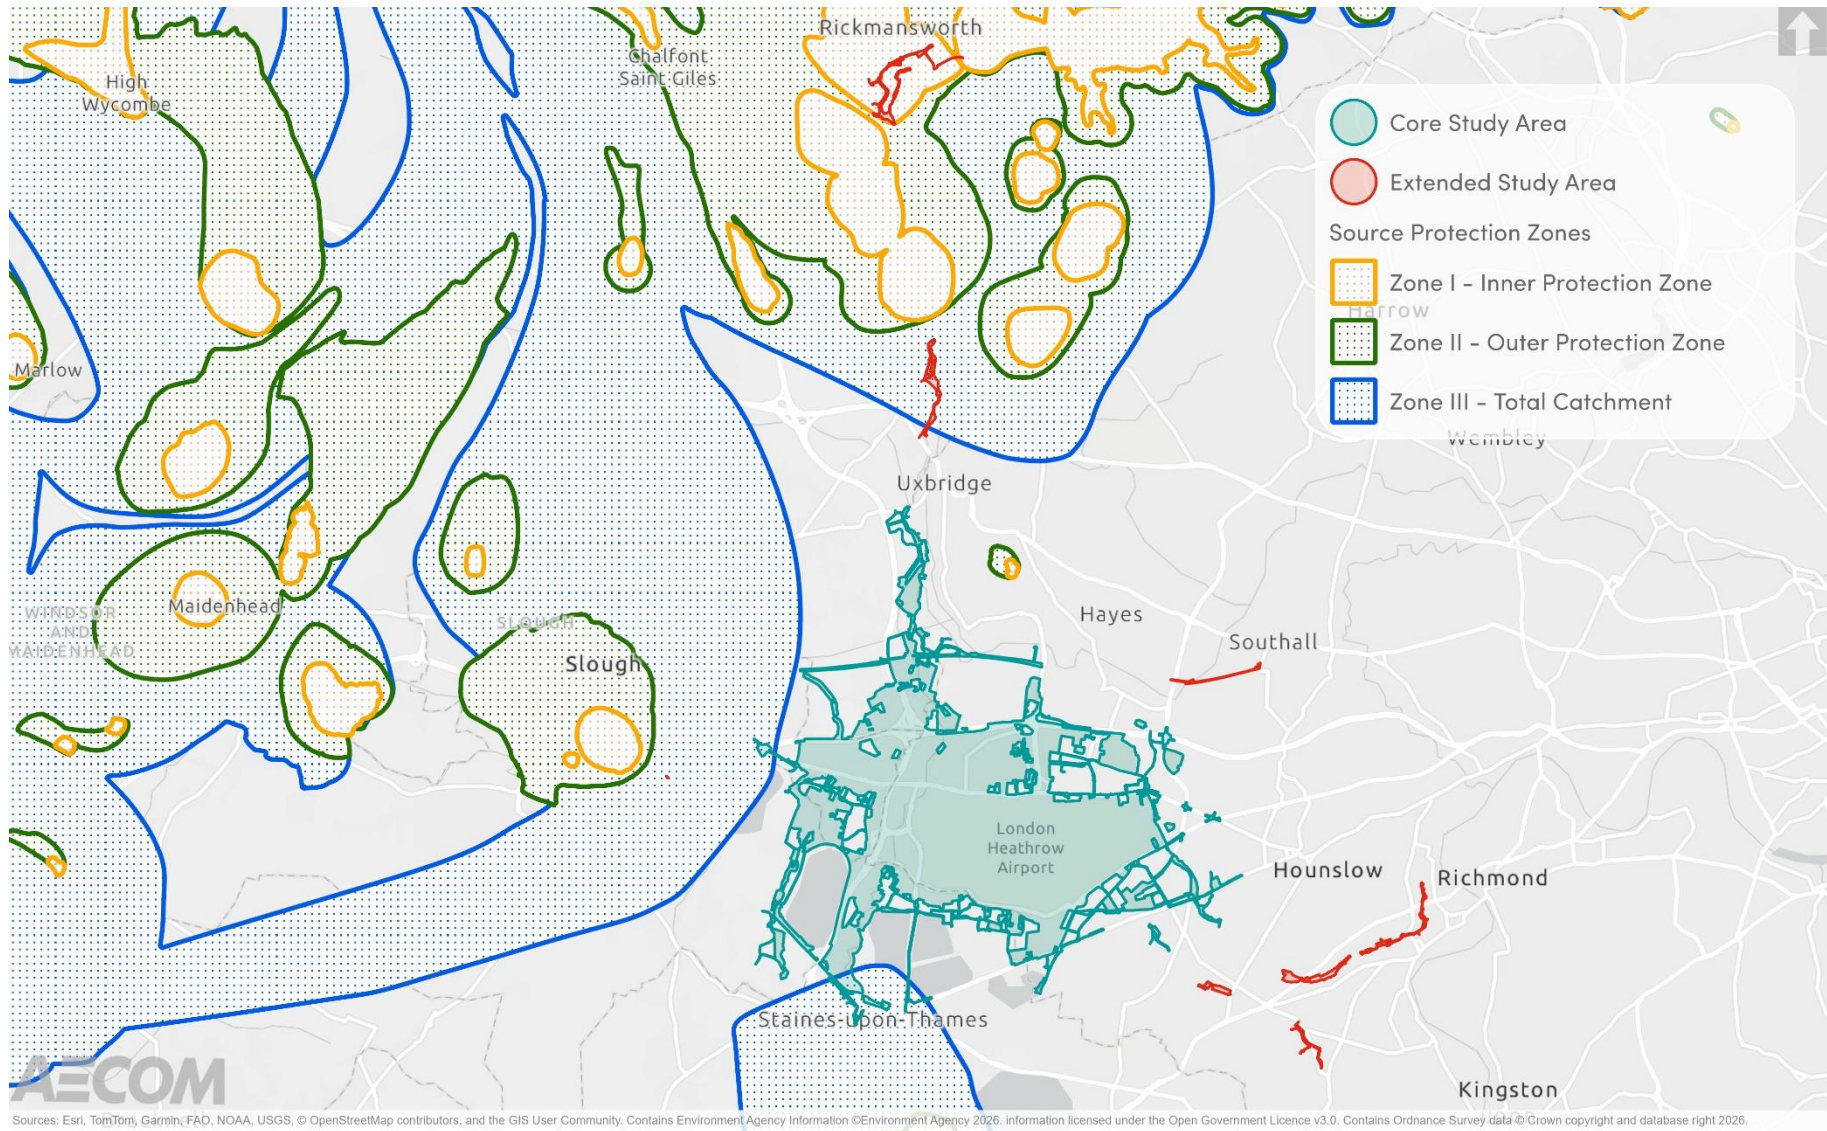 Rickmansworth
Chalfont
Saint Giles
High
Wycombe
Core Study Area
Extended Study Area
Source Protection Zones
Zone I - Inner Protection Zone
Harrow
Zone II - Outer Protection Zone
Marlow
Zone III - Total Catchment
Wembley
Uxbridge
Maidenhead
WINDSOR
AND
MAIDENHEAD
SLOUGH
Slough
Hayes
Southall
London
Heathrow
Airport
Hounslow
Richmond
Staines-upon-Thames
Kingston
AECOM
Sources: Esri, TomTom, Garmin, FAO, NOAA, USGS, © OpenStreetMap contributors, and the GIS User Community. Contains Environment Agency Information ©Environment Agency 2026. information licensed under the Open Government Licence v3.0. Contains Ordnance Survey data © Crown copyright and database right 2026.